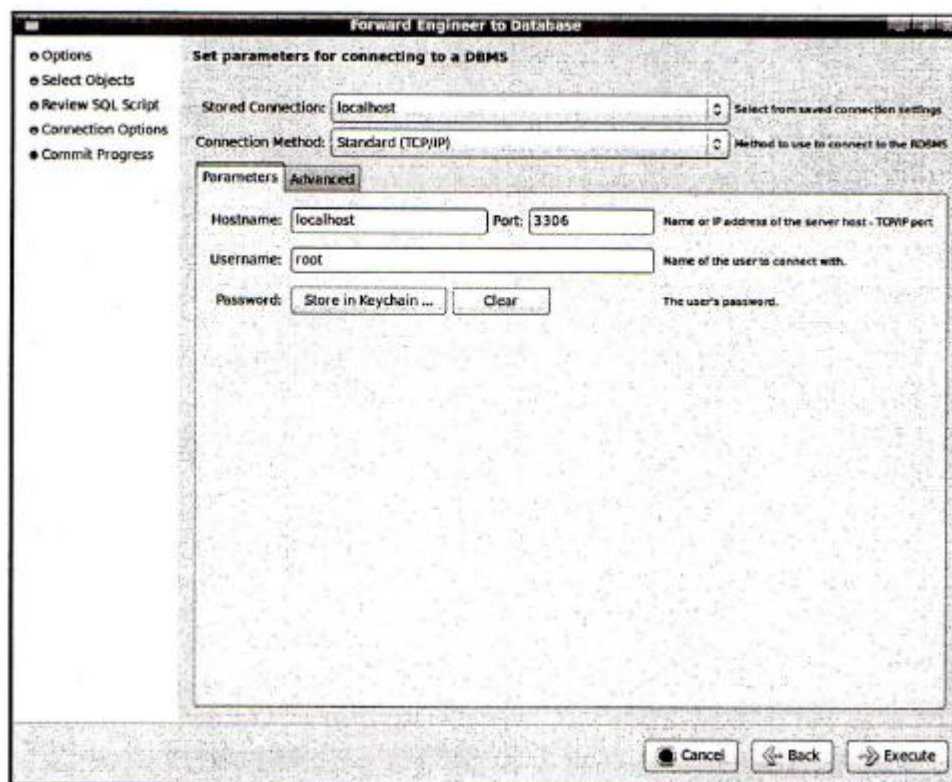 Forward Engineer to Database
Options
Select Objects
Review SQL Script
Connection Options
Commit Progress
Set parameters for connecting to a DBMS
Stored Connection: localhost Select from saved connection settings
Connection Method: Standard (TCP/IP) Method to use to connect to the RDBMS
Parameters Advanced
Hostname: localhost Port: 3306 Name or IP address of the server host - TCP/IP port
Username: root Name of the user to connect with.
Password: Store in Keychain ... Clear The user's password.
Cancel Back Execute